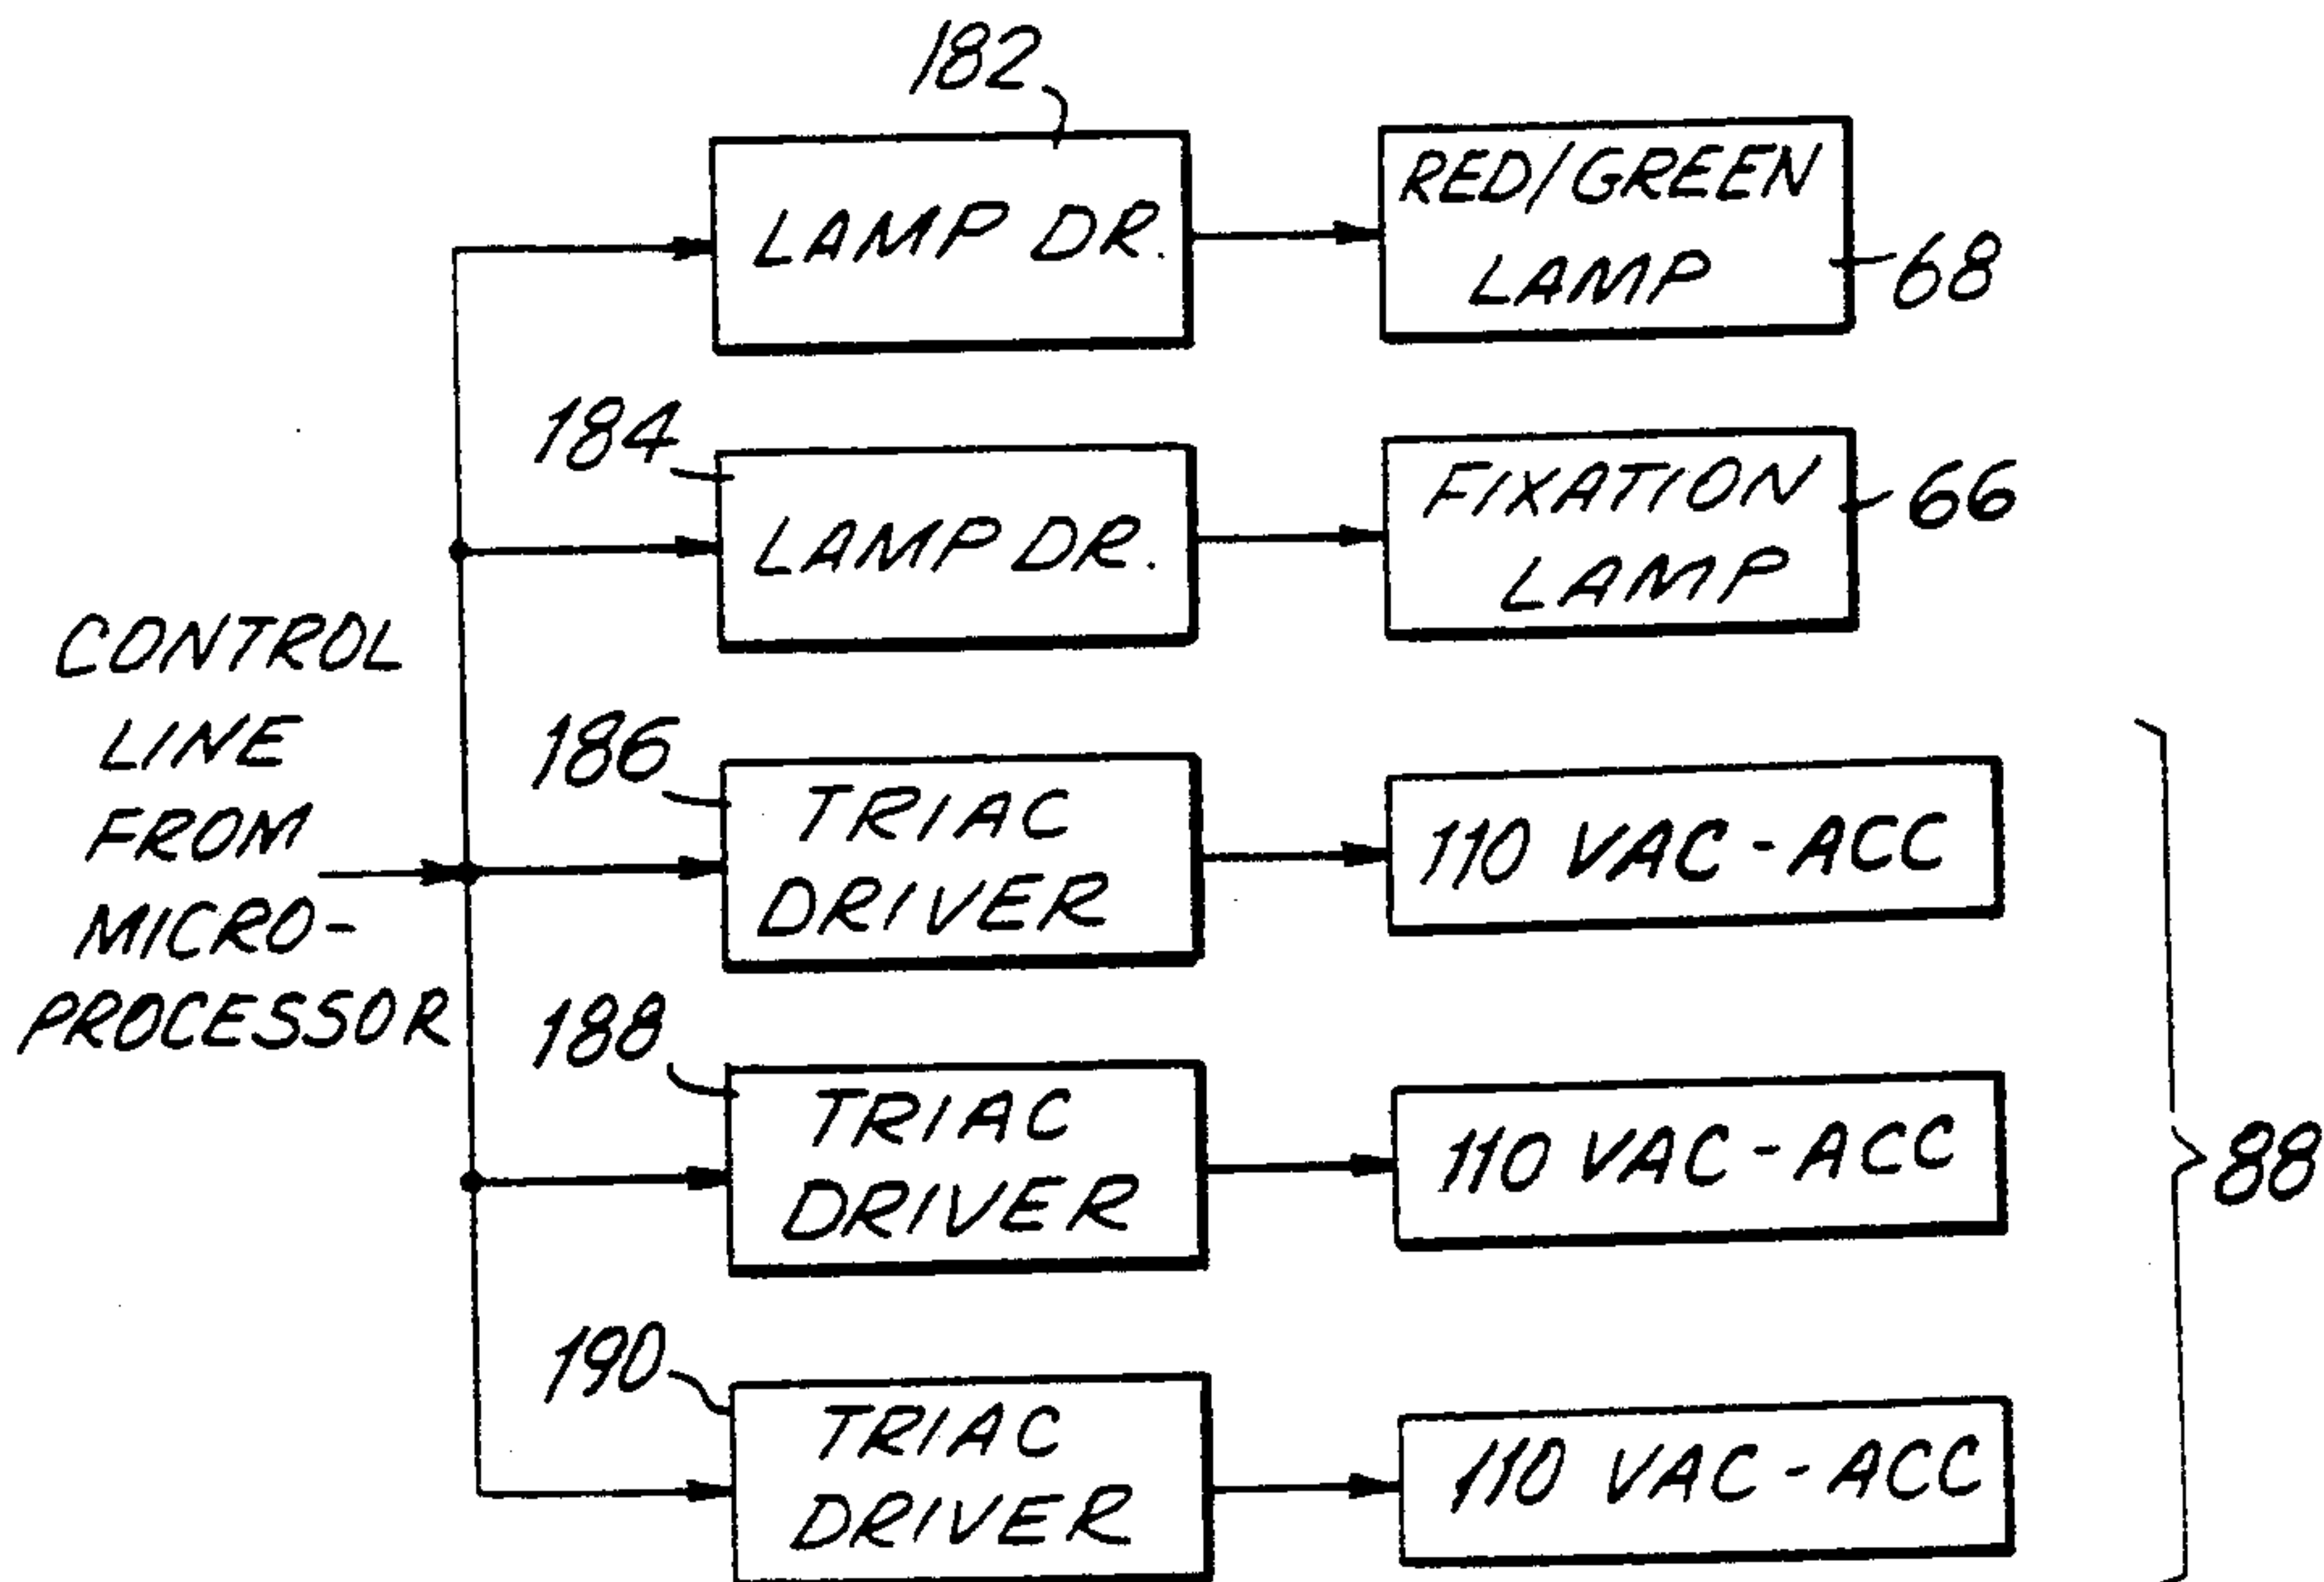 182
LAMP DR.
RED/GREEN
LAMP
68
184
LAMP DR.
FIXATION
LAMP
66
CONTROL
LINE
FROM
MICRO-
PROCESSOR
186
TRIAC
DRIVER
110 VAC-ACC
188
TRIAC
DRIVER
110 VAC-ACC
88
190
TRIAC
DRIVER
110 VAC-ACC